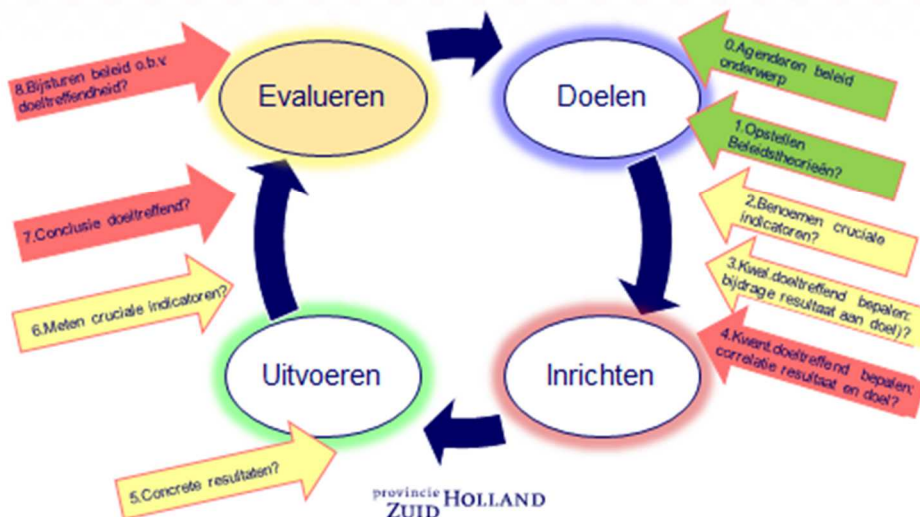 Evalueren
Doelen
Inrichten
Uitvoeren
0.Agenderen beleid
onderwerp
1.Opstellen
Beleidstheorieën?
2.Benoemen cruciale
indicatoren?
3.Kwal.doeltreffend bepalen:
bijdrage resultaat aan doel)?
4.Kwant.doeltreffend bepalen:
correlatie resultaat en doel?
5.Concrete resultaten?
6.Meten cruciale indicatoren?
7.Conclusie doeltreffend?
8.Bijsturen beleid o.b.v.
doeltreffendheid?
provincie HOLLAND
ZUID